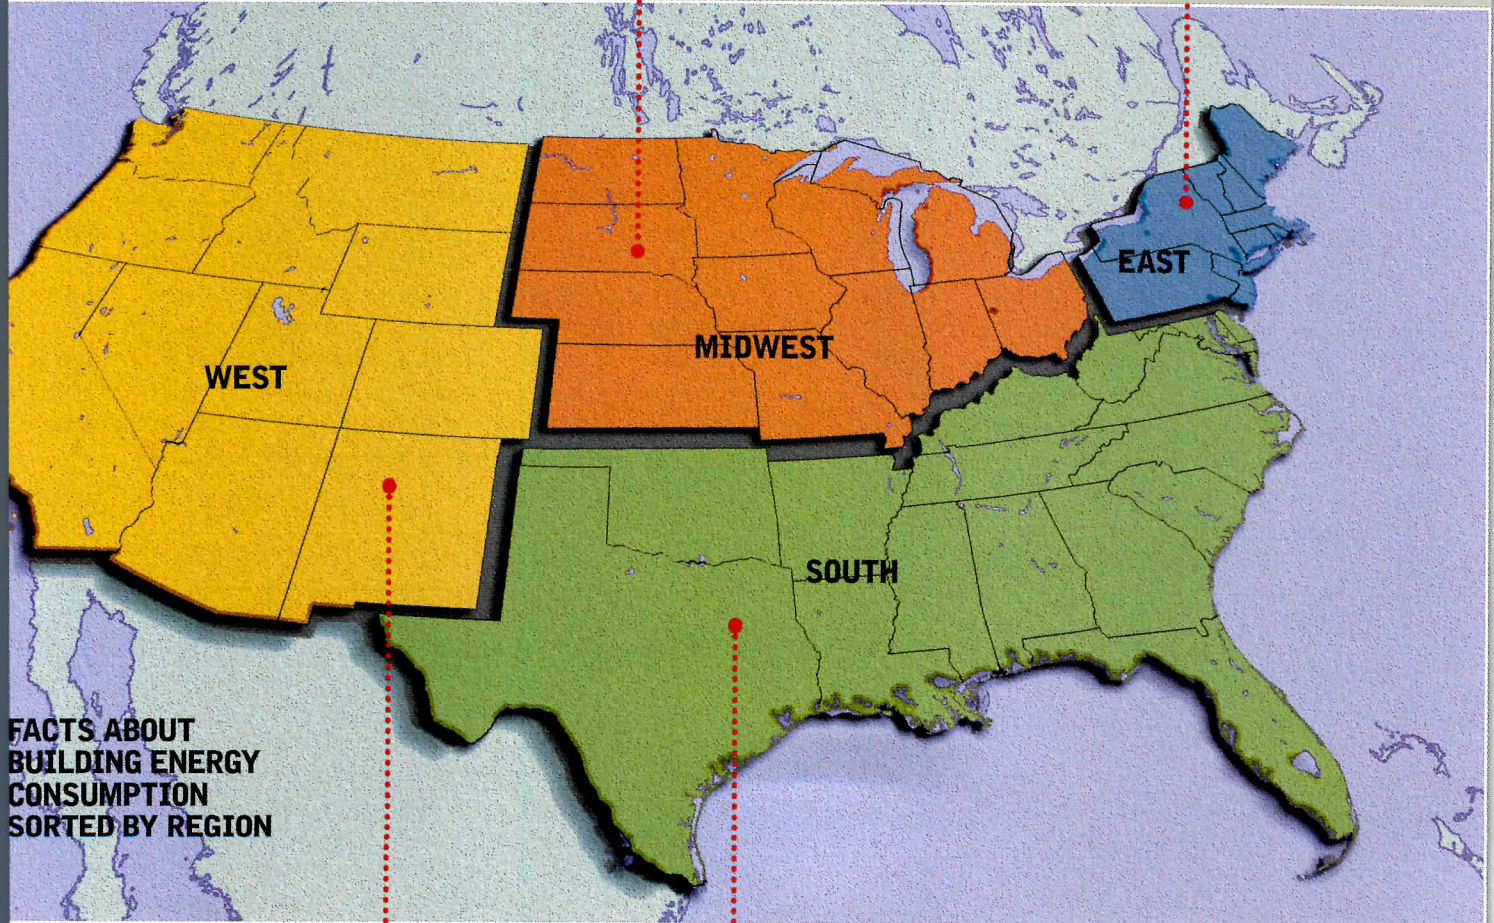 EAST
MIDWEST
WEST
SOUTH
FACTS ABOUT
BUILDING ENERGY
CONSUMPTION
SORTED BY REGION